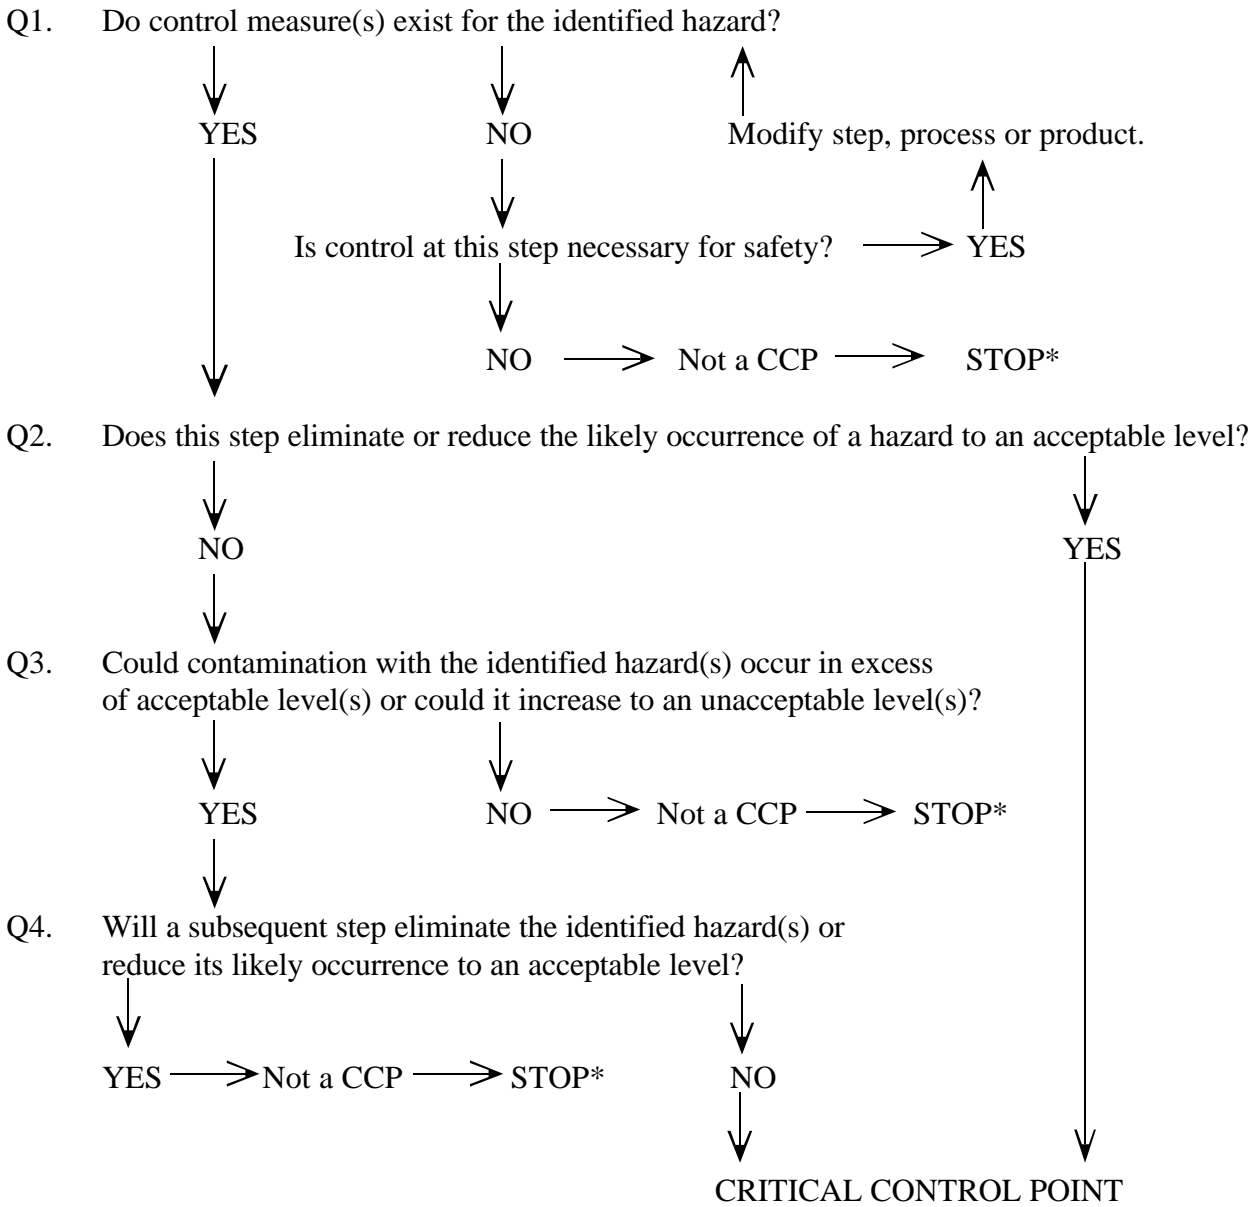 Q1. Do control measure(s) exist for the identified hazard?
YES NO Modify step, process or product.
Is control at this step necessary for safety? YES
NO Not a CCP STOP*
Q2. Does this step eliminate or reduce the likely occurrence of a hazard to an acceptable level?
NO YES
Q3. Could contamination with the identified hazard(s) occur in excess
of acceptable level(s) or could it increase to an unacceptable level(s)?
YES NO Not a CCP STOP*
Q4. Will a subsequent step eliminate the identified hazard(s) or
reduce its likely occurrence to an acceptable level?
YES Not a CCP STOP* NO
CRITICAL CONTROL POINT